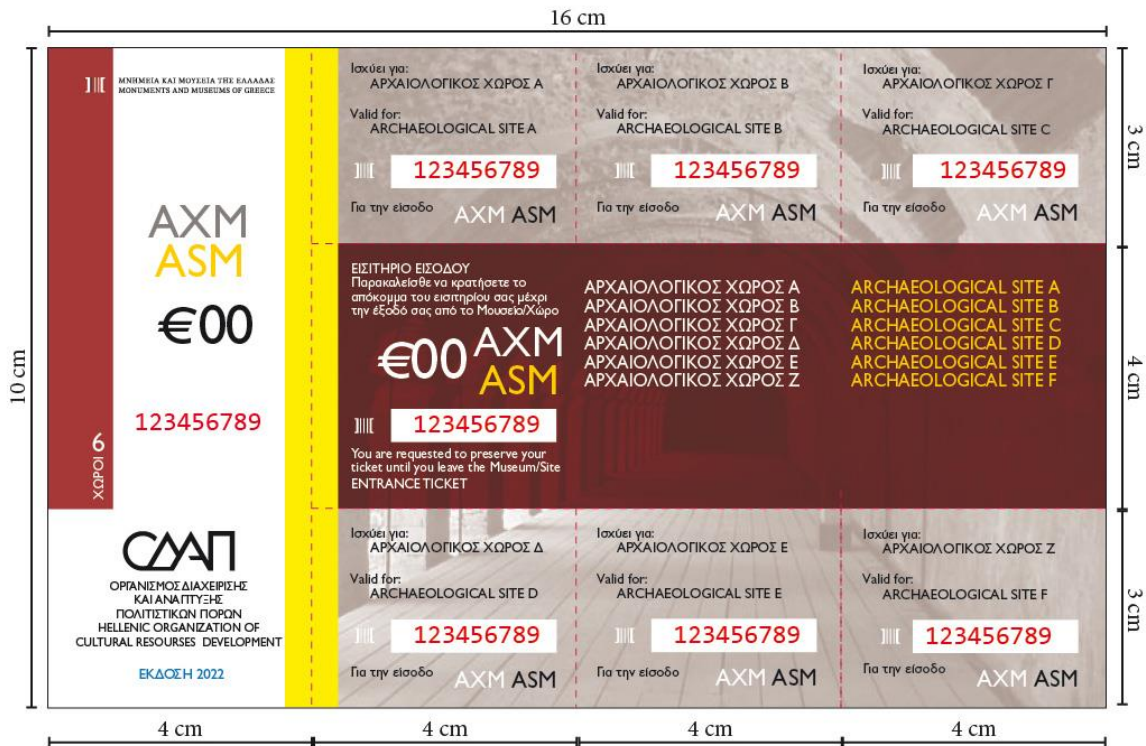 16 cm
ΜΝΗΜΕΙΑ ΚΑΙ ΜΟΥΣΕΙΑ ΤΗΣ ΕΛΛΑΔΑΣ
MONUMENTS AND MUSEUMS OF GREECE
ΑΧΜ
ASM
€00
123456789
ΧΩΡΟΙ 6
ΟΡΓΑΝΙΣΜΟΣ ΔΙΑΧΕΙΡΙΣΗΣ
ΚΑΙ ΑΝΑΠΤΥΞΗΣ
ΠΟΛΙΤΙΣΤΙΚΩΝ ΠΟΡΩΝ
HELLENIC ORGANIZATION OF
CULTURAL RESOURSES DEVELOPMENT
ΕΚΔΟΣΗ 2022
Ισχύει για:
ΑΡΧΑΙΟΛΟΓΙΚΟΣ ΧΩΡΟΣ Α
Valid for:
ARCHAEOLOGICAL SITE A
123456789
Για την είσοδο ΑΧΜ ASM
Ισχύει για:
ΑΡΧΑΙΟΛΟΓΙΚΟΣ ΧΩΡΟΣ Β
Valid for:
ARCHAEOLOGICAL SITE B
123456789
Για την είσοδο ΑΧΜ ASM
Ισχύει για:
ΑΡΧΑΙΟΛΟΓΙΚΟΣ ΧΩΡΟΣ Γ
Valid for:
ARCHAEOLOGICAL SITE C
123456789
Για την είσοδο ΑΧΜ ASM
ΕΙΣΙΤΗΡΙΟ ΕΙΣΟΔΟΥ
Παρακαλείσθε να κρατήσετε το
απόκομμα του εισιτηρίου σας μέχρι
την έξοδό σας από το Μουσείο/Χώρο
€00 ΑΧΜ
ASM
123456789
You are requested to preserve your
ticket until you leave the Museum/Site
ENTRANCE TICKET
ΑΡΧΑΙΟΛΟΓΙΚΟΣ ΧΩΡΟΣ Α
ΑΡΧΑΙΟΛΟΓΙΚΟΣ ΧΩΡΟΣ Β
ΑΡΧΑΙΟΛΟΓΙΚΟΣ ΧΩΡΟΣ Γ
ΑΡΧΑΙΟΛΟΓΙΚΟΣ ΧΩΡΟΣ Δ
ΑΡΧΑΙΟΛΟΓΙΚΟΣ ΧΩΡΟΣ Ε
ΑΡΧΑΙΟΛΟΓΙΚΟΣ ΧΩΡΟΣ Ζ
ARCHAEOLOGICAL SITE A
ARCHAEOLOGICAL SITE B
ARCHAEOLOGICAL SITE C
ARCHAEOLOGICAL SITE D
ARCHAEOLOGICAL SITE E
ARCHAEOLOGICAL SITE F
Ισχύει για:
ΑΡΧΑΙΟΛΟΓΙΚΟΣ ΧΩΡΟΣ Δ
Valid for:
ARCHAEOLOGICAL SITE D
123456789
Για την είσοδο ΑΧΜ ASM
Ισχύει για:
ΑΡΧΑΙΟΛΟΓΙΚΟΣ ΧΩΡΟΣ Ε
Valid for:
ARCHAEOLOGICAL SITE E
123456789
Για την είσοδο ΑΧΜ ASM
Ισχύει για:
ΑΡΧΑΙΟΛΟΓΙΚΟΣ ΧΩΡΟΣ Ζ
Valid for:
ARCHAEOLOGICAL SITE F
123456789
Για την είσοδο ΑΧΜ ASM
10 cm
3 cm
4 cm
3 cm
4 cm
4 cm
4 cm
4 cm